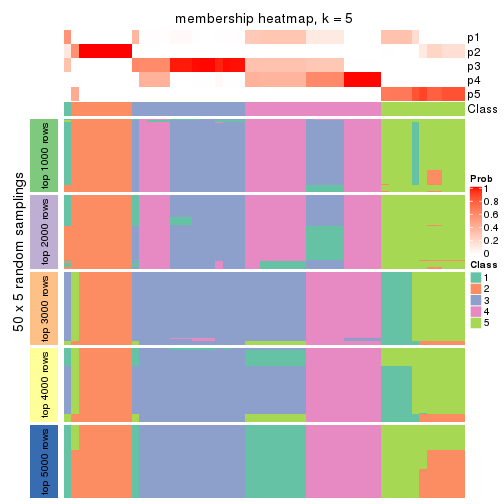 membership heatmap, k = 5
p1
p2
p3
p4
p5
Class
50 x 5 random samplings
top 1000 rows
top 2000 rows
top 3000 rows
top 4000 rows
top 5000 rows
Prob
1
0.8
0.6
0.4
0.2
0
Class
1
2
3
4
5